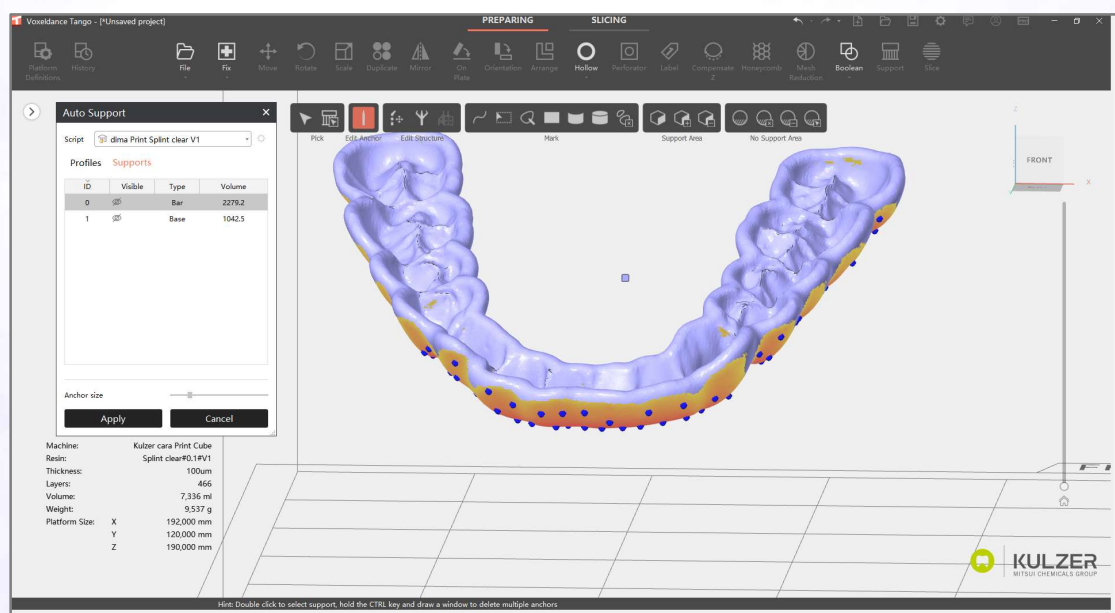 Voxeldance Tango - [*Unsaved project]
PREPARING
SLICING
Platform Definitions
History
File
Fix
Move
Rotate
Scale
Duplicate
Mirror
On Plate
Orientation
Arrange
Hollow
Perforator
Label
Compensate Z
Honeycomb
Mesh Reduction
Boolean
Support
Slice
Auto Support
Script dima Print Splint clear V1
Profiles Supports
ID Visible Type Volume
0 Bar 2279.2
1 Base 1042.5
Anchor size
Apply Cancel
Pick
Edit Anchor
Edit Structure
Mark
Support Area
No Support Area
Z
FRONT
X
Machine: Kulzer cara Print Cube
Resin: Splint clear#0.1#V1
Thickness: 100um
Layers: 466
Volume: 7,336 ml
Weight: 9,537 g
Platform Size: X 192,000 mm
Y 120,000 mm
Z 190,000 mm
KULZER
MITSUI CHEMICALS GROUP
Hint: Double click to select support, hold the CTRL key and draw a window to delete multiple anchors